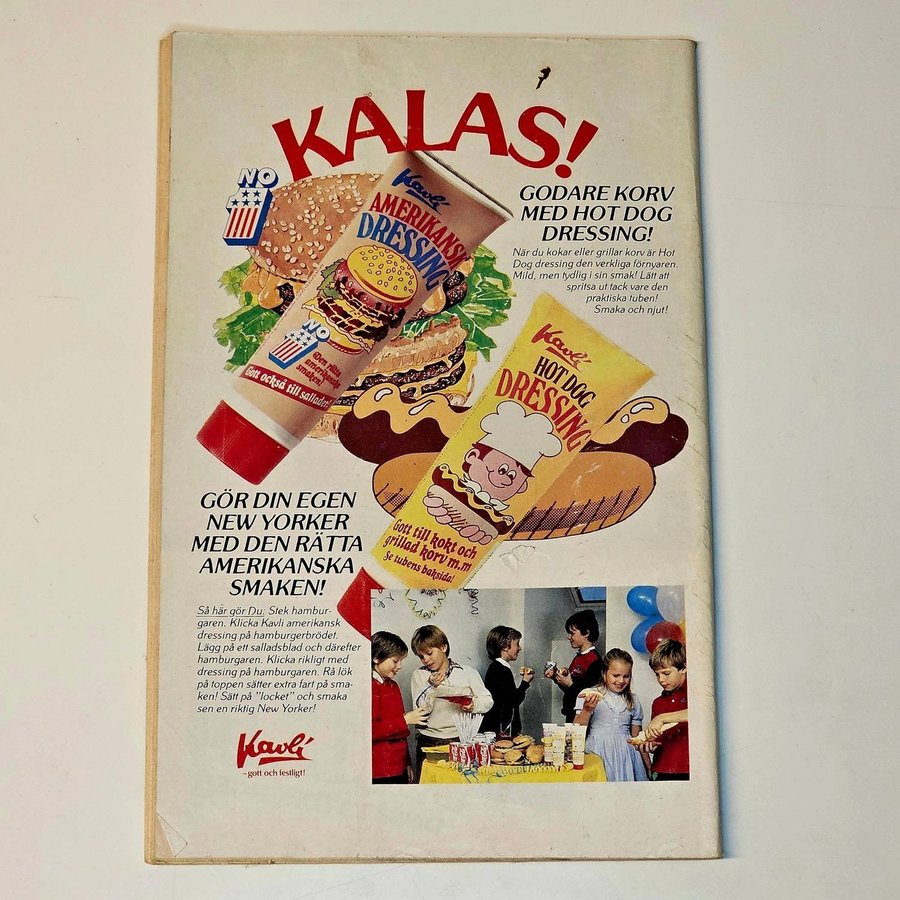 KALAS!
NO 1
Kavli
AMERIKANSK
DRESSING
NO 1
Den rätta
amerikanska
smaken!
Gott också till sallader!
GODARE KORV
MED HOT DOG
DRESSING!
När du kokar eller grillar korv är Hot
Dog dressing den verkliga förnyaren.
Mild, men tydlig i sin smak! Lätt att
spritsa ut tack vare den
praktiska tuben!
Smaka och njut!
Kavli
HOT DOG
DRESSING
Gott till kokt och
grillad korv m.m
Se tubens baksida!
GÖR DIN EGEN
NEW YORKER
MED DEN RÄTTA
AMERIKANSKA
SMAKEN!
Så här gör Du: Stek hambur-
garen. Klicka Kavli amerikansk
dressing på hamburgerbrödet.
Lägg på ett salladsblad och därefter
hamburgaren. Klicka rikligt med
dressing på hamburgaren. Rå lök
på toppen sätter extra fart på sma-
ken! Sätt på "locket" och smaka
sen en riktig New Yorker!
Kavli
– gott och festligt!